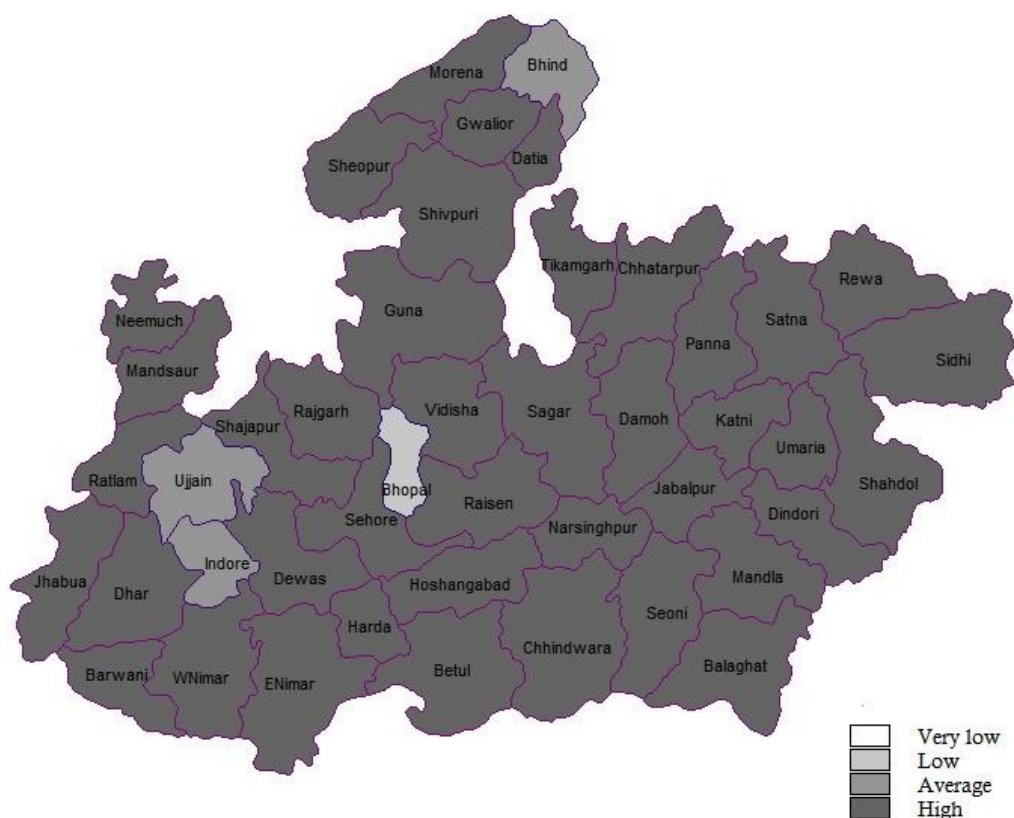 Bhind
Morena
Gwalior
Datia
Sheopur
Shivpuri
Tikamgarh
Chhatarpur
Rewa
Guna
Neemuch
Satna
Panna
Sidhi
Mandsaur
Rajgarh
Vidisha
Sagar
Damoh
Katni
Shajapur
Umaria
Ratlam
Ujjain
Bhopal
Raisen
Jabalpur
Shahdol
Dindori
Sehore
Narsinghpur
Indore
Jhabua
Dhar
Dewas
Hoshangabad
Mandla
Harda
Seoni
Chhindwara
Barwani
WNimar
ENimar
Betul
Balaghat
Very low
Low
Average
High